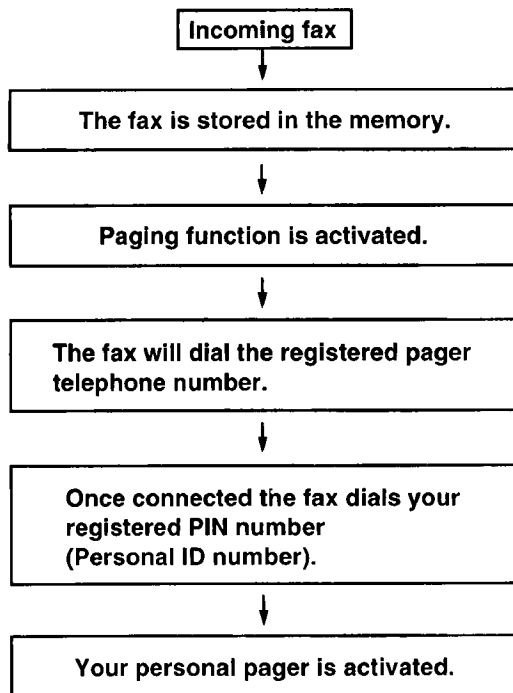 Incoming fax
The fax is stored in the memory.
Paging function is activated.
The fax will dial the registered pager
telephone number.
Once connected the fax dials your
registered PIN number
(Personal ID number).
Your personal pager is activated.